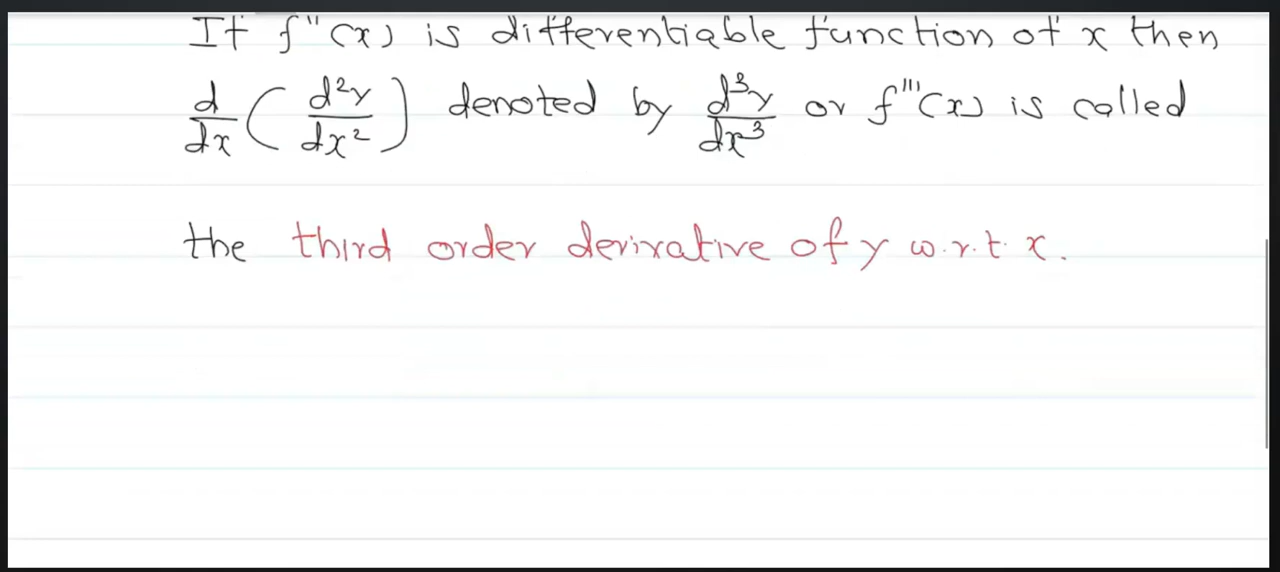 If f"(x) is differentiable function of x then
d/dx ( d²y/dx² ) denoted by d³y/dx³ or f'''(x) is called
the third order derivative of y w.r.t x.